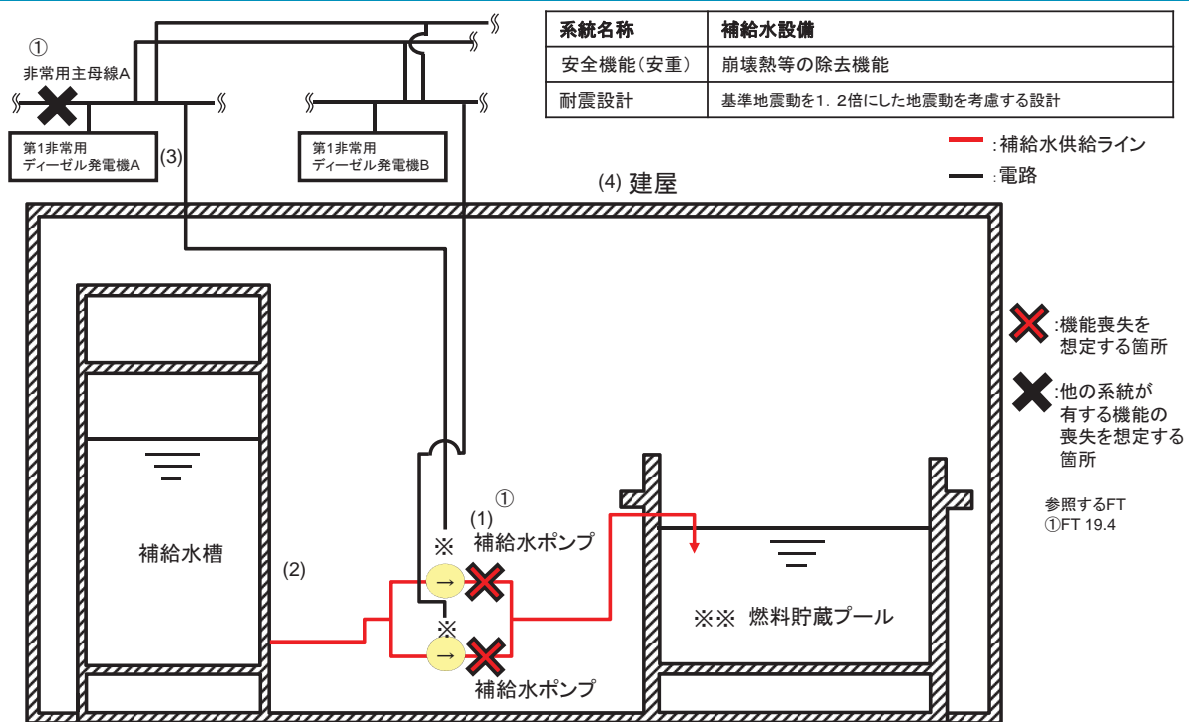 系統名称 補給水設備
安全機能(安重) 崩壊熱等の除去機能
耐震設計 基準地震動を1.2倍にした地震動を考慮する設計
①
非常用主母線A
第1非常用
ディーゼル発電機A
(3)
第1非常用
ディーゼル発電機B
:補給水供給ライン
:電路
(4) 建屋
:機能喪失を
想定する箇所
:他の系統が
有する機能の
喪失を想定する
箇所
参照するFT
①FT 19.4
①
(1)
※ 補給水ポンプ
→
補給水槽
(2)
※
→
補給水ポンプ
※※ 燃料貯蔵プール